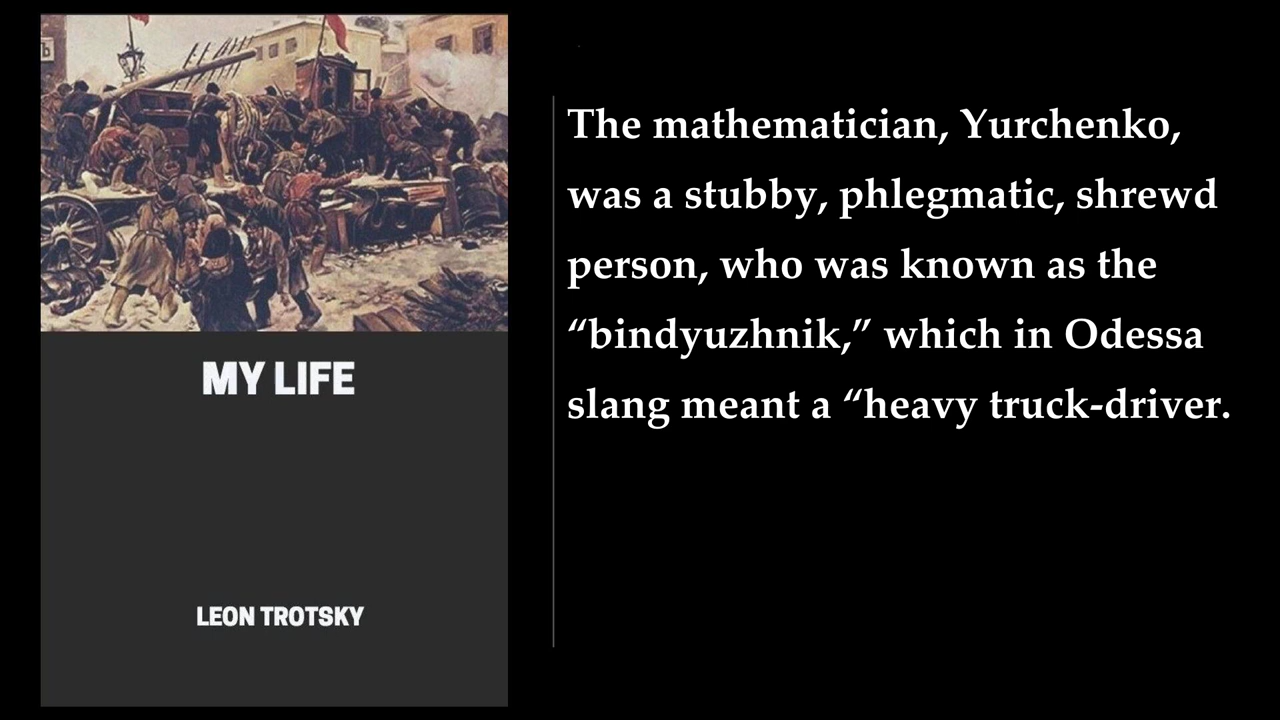 MY LIFE
LEON TROTSKY
The mathematician, Yurchenko,
was a stubby, phlegmatic, shrewd
person, who was known as the
“bindyuzhnik,” which in Odessa
slang meant a “heavy truck-driver.